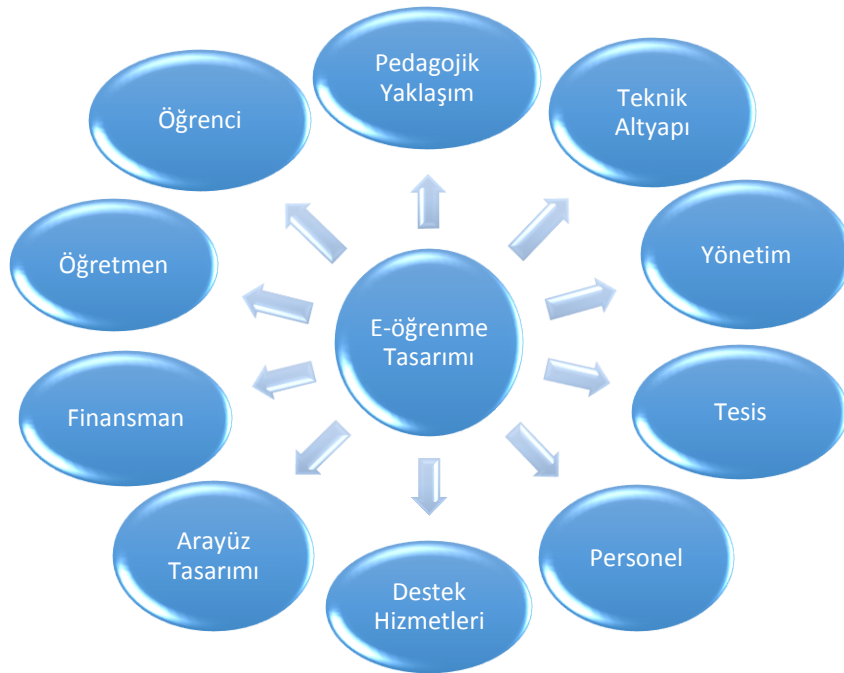 Pedagojik
Yaklaşım
Teknik
Altyapı
Yönetim
Tesis
Personel
Destek
Hizmetleri
Arayüz
Tasarımı
Finansman
Öğretmen
Öğrenci
E-öğrenme
Tasarımı